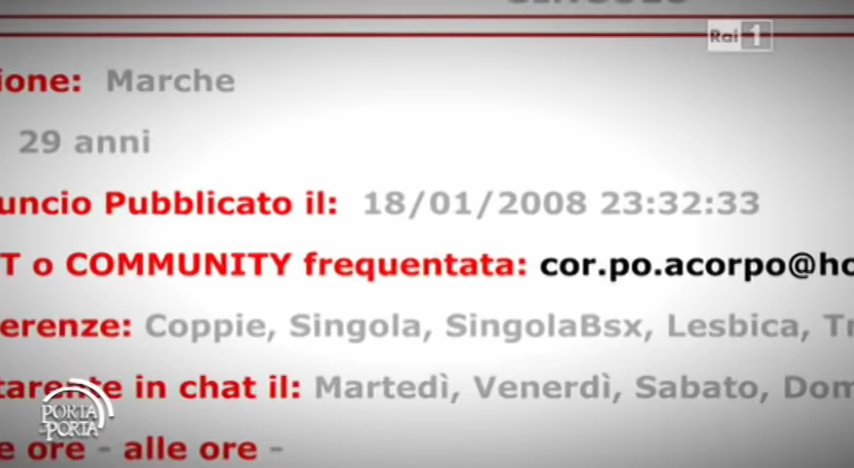 Rai 1
ione: Marche
29 anni
uncio Pubblicato il: 18/01/2008 23:32:33
T o COMMUNITY frequentata: cor.po.acorpo@ho
erenze: Coppie, Singola, SingolaBsx, Lesbica, Tr
tarente in chat il: Martedì, Venerdì, Sabato, Dom
e ore - alle ore -
PORTA
a PORTA